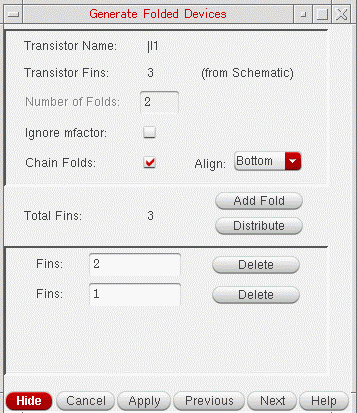 Generate Folded Devices
Transistor Name: |I1
Transistor Fins: 3 (from Schematic)
Number of Folds: 2
Ignore mfactor:
Chain Folds: Align: Bottom
Add Fold
Total Fins: 3
Distribute
Fins: 2 Delete
Fins: 1 Delete
Hide Cancel Apply Previous Next Help